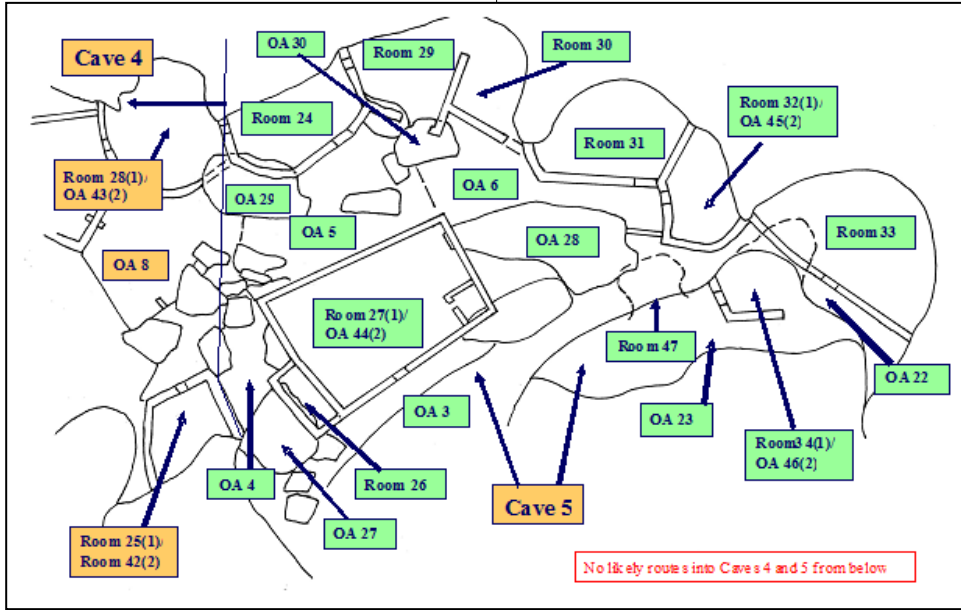 Cave 4
OA 30
Room 29
Room 30
Room 24
Room 32(1)/
OA 45(2)
Room 31
Room 28(1)/
OA 43(2)
OA 29
OA 6
OA 5
OA 28
Room 33
OA 8
Room 27(1)/
OA 44(2)
Room 47
OA 22
OA 3
OA 23
Room34(1)/
OA 46(2)
OA 4
Room 26
Cave 5
OA 27
Room 25(1)/
Room 42(2)
No likely routes into Caves 4 and 5 from below